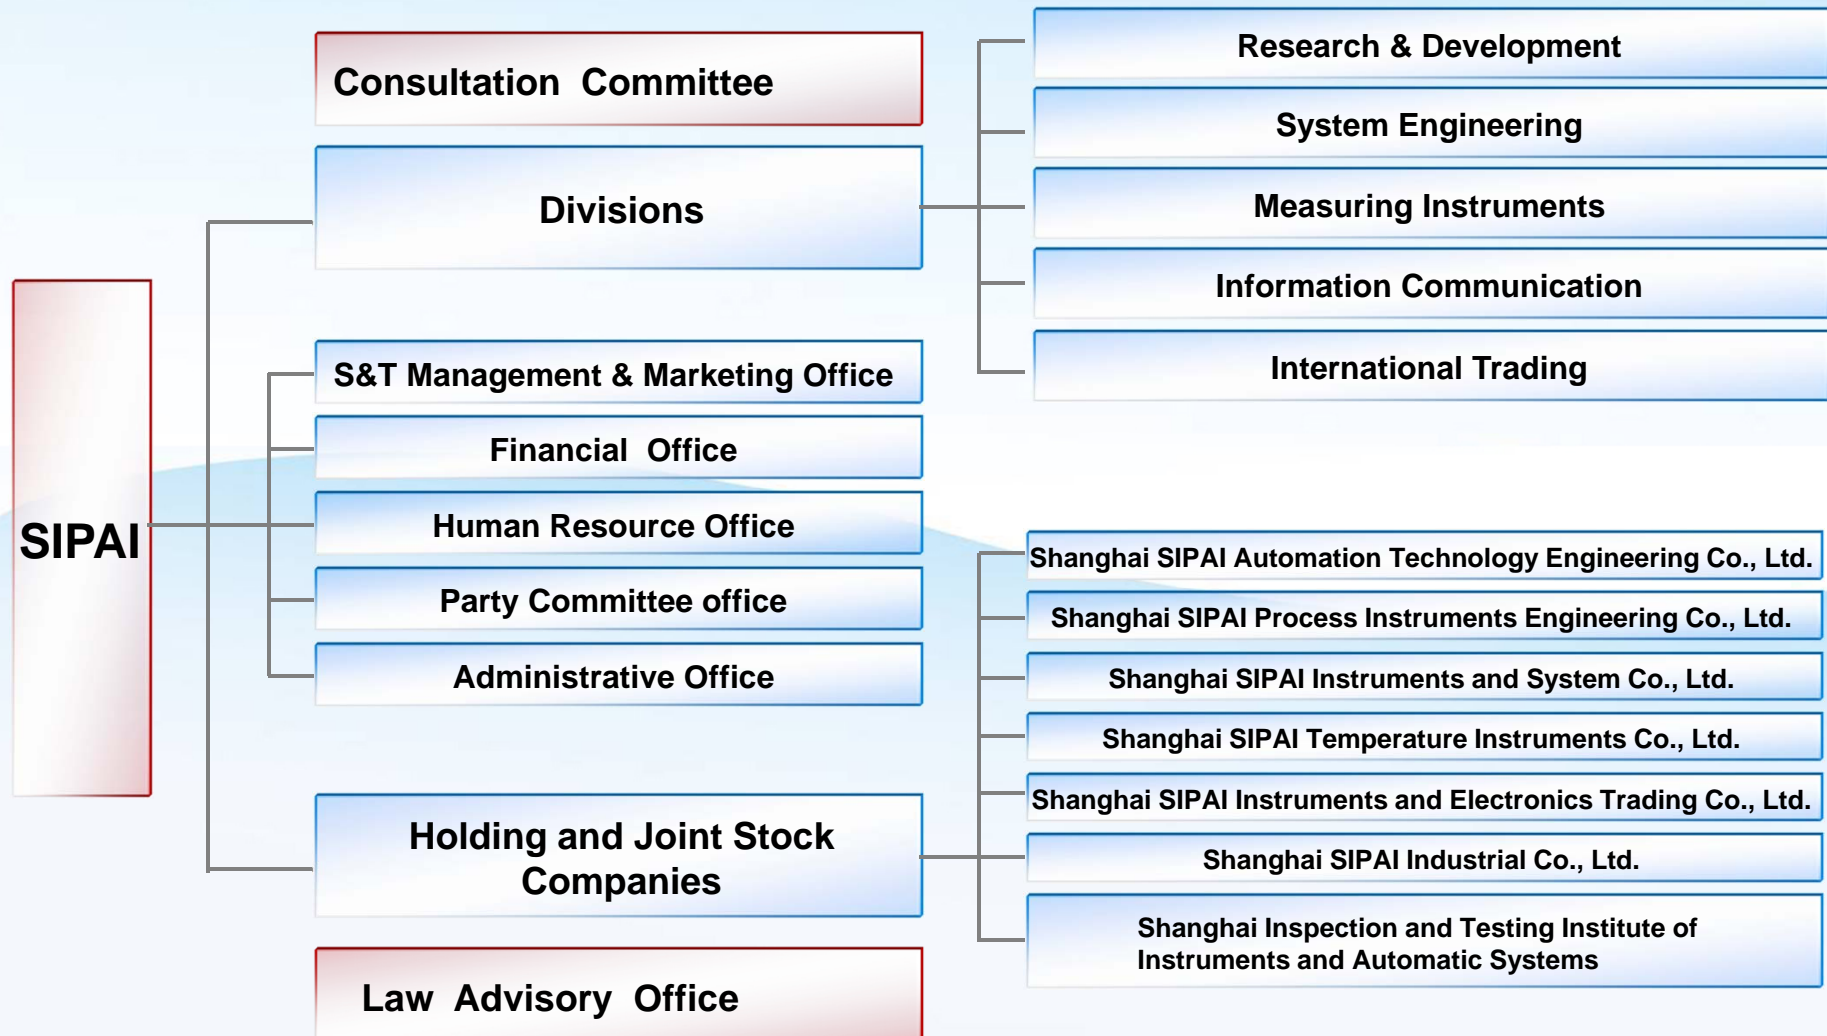 SIPAI
Consultation Committee
Divisions
S&T Management & Marketing Office
Financial Office
Human Resource Office
Party Committee office
Administrative Office
Holding and Joint Stock
Companies
Law Advisory Office
Research & Development
System Engineering
Measuring Instruments
Information Communication
International Trading
Shanghai SIPAI Automation Technology Engineering Co., Ltd.
Shanghai SIPAI Process Instruments Engineering Co., Ltd.
Shanghai SIPAI Instruments and System Co., Ltd.
Shanghai SIPAI Temperature Instruments Co., Ltd.
Shanghai SIPAI Instruments and Electronics Trading Co., Ltd.
Shanghai SIPAI Industrial Co., Ltd.
Shanghai Inspection and Testing Institute of
Instruments and Automatic Systems